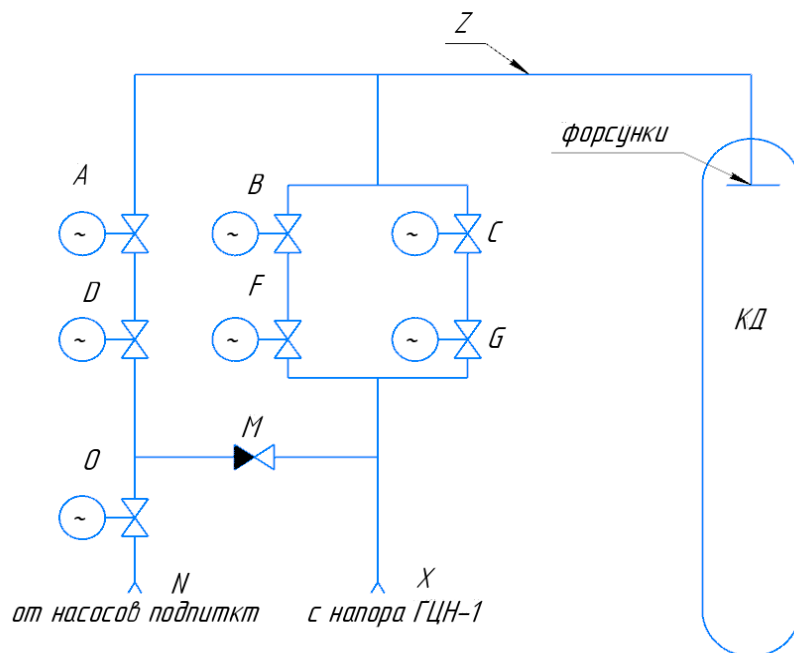 Z
форсунки
A
B
~
~
~
C
D
F
~
~
~
G
КД
M
O
~
N
X
от насосов подпиткт
с напора ГЦН-1